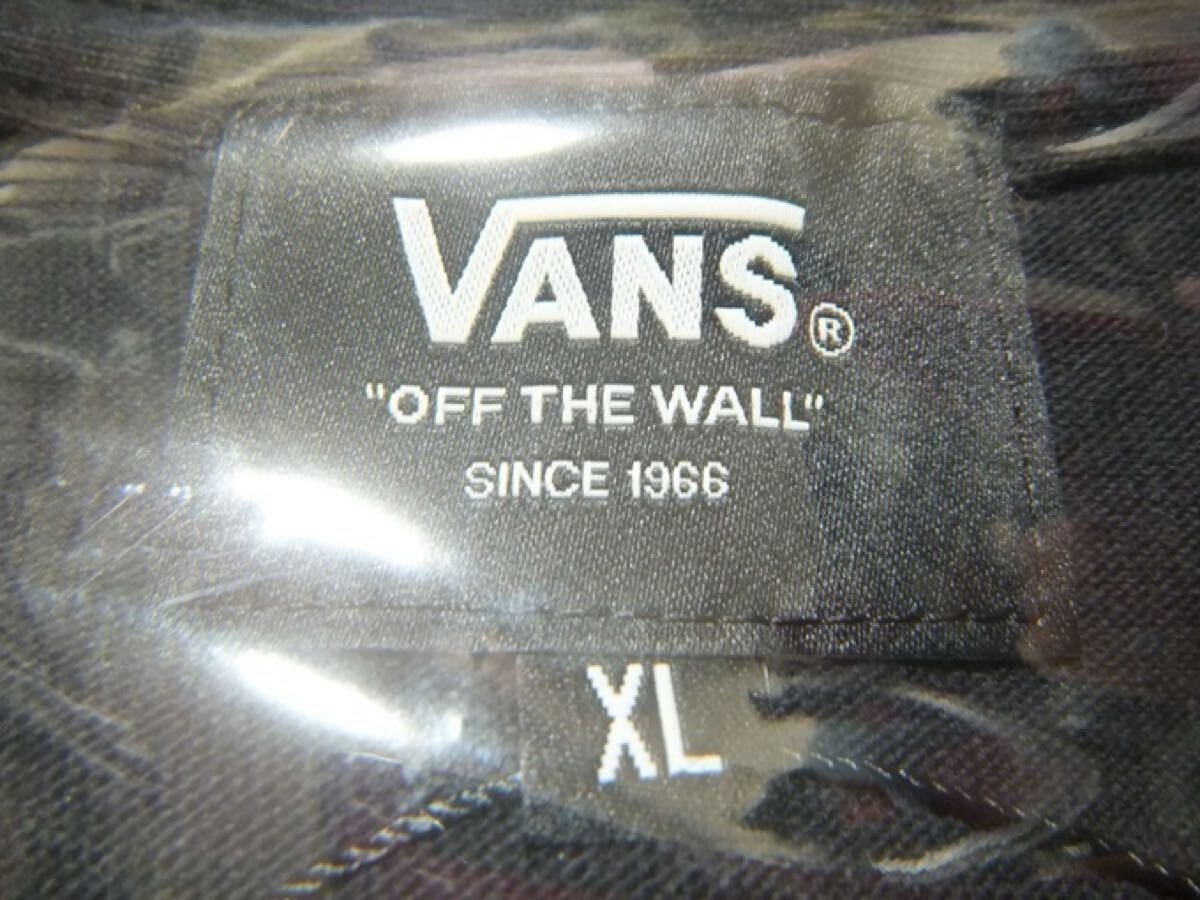 VANS®
"OFF THE WALL"
SINCE 1966
XL